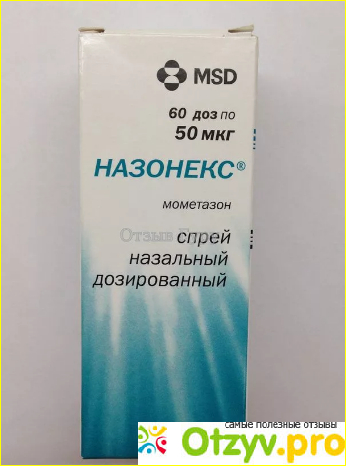 MSD
60 доз по
50 мкг
НАЗОНЕКС®
мометазон
Отзыв
спрей
назальный
дозированный
самые полезные отзывы
Otzyv.pro